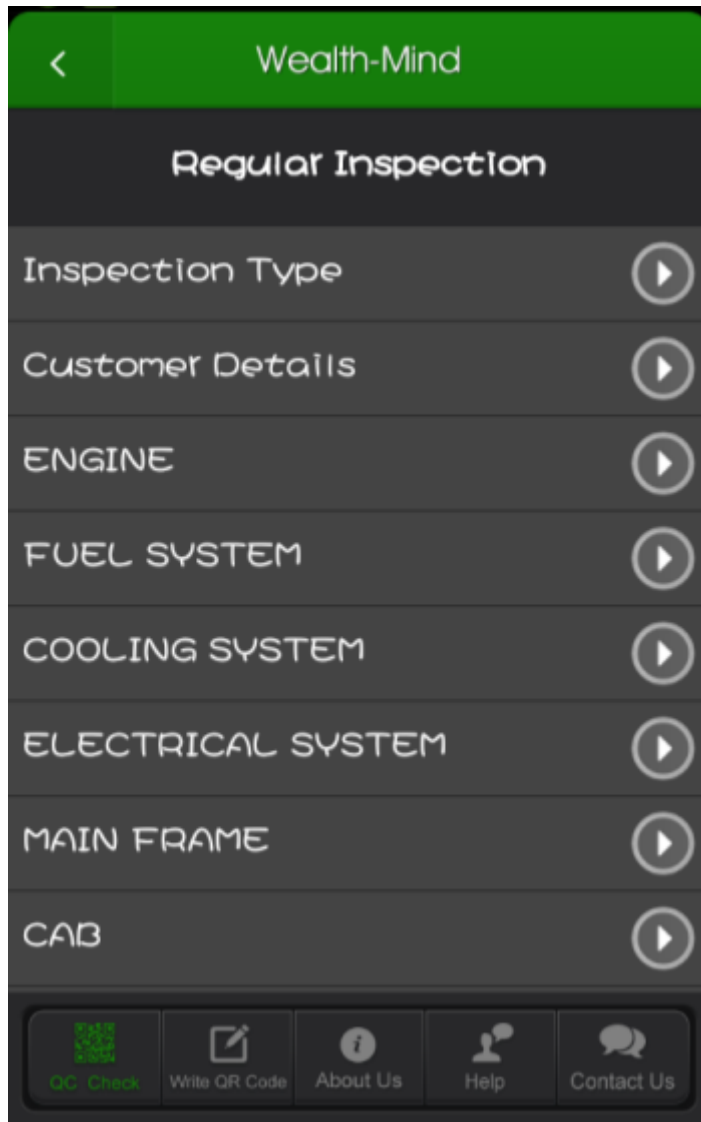 Wealth-Mind
Regular Inspection
Inspection Type
Customer Details
ENGINE
FUEL SYSTEM
COOLING SYSTEM
ELECTRICAL SYSTEM
MAIN FRAME
CAB
QC Check Write QR Code About Us Help Contact Us